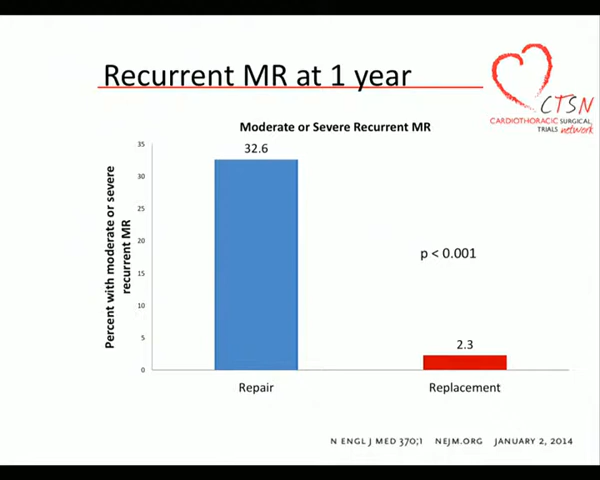 Recurrent MR at 1 year
CTSN
CARDIOTHORACIC SURGICAL
TRIALS network
Moderate or Severe Recurrent MR
Percent with moderate or severe
recurrent MR
35
30
25
20
15
10
5
0
32.6
p < 0.001
2.3
Repair
Replacement
N ENGL J MED 370;1 NEJM.ORG JANUARY 2, 2014